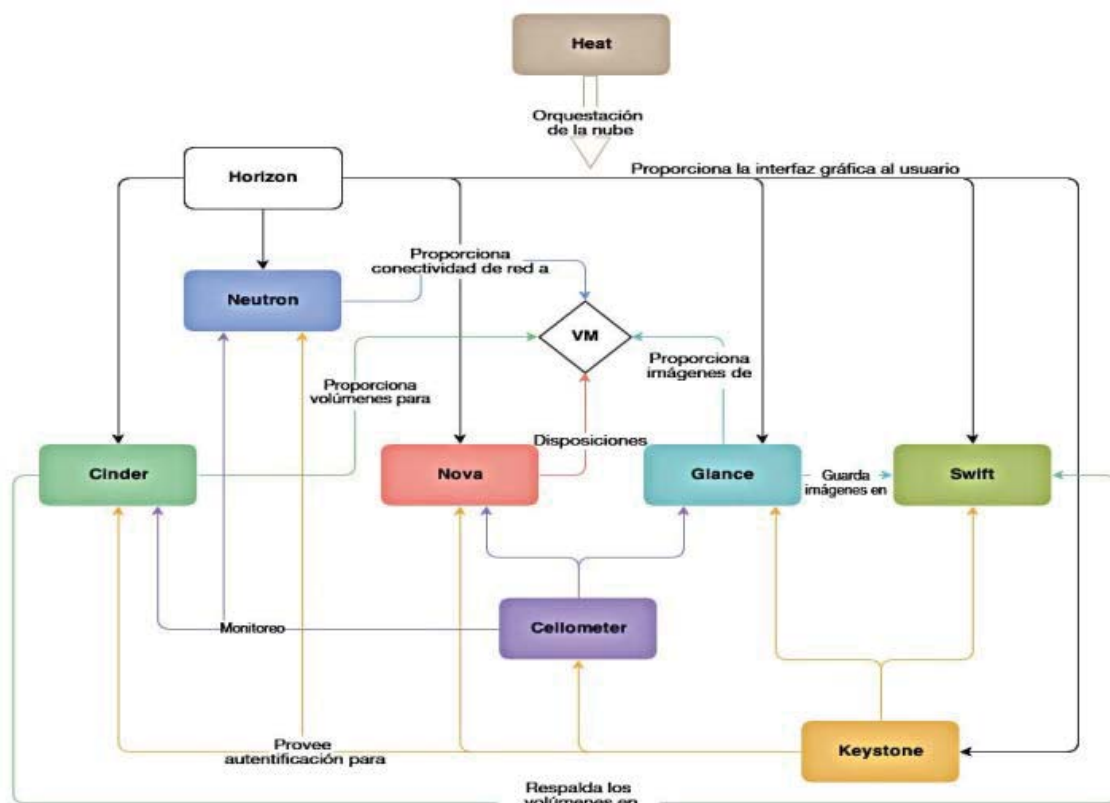 Heat
Orquestación
de la nube
Proporciona la interfaz gráfica al usuario
Horizon
Proporciona
conectividad de red a
Neutron
VM
Proporciona
imágenes de
Proporciona
volúmenes para
Disposiciones
Cinder
Nova
Glance
Guarda
imágenes en
Swift
Cellometer
Monitoreo
Provee
autentificación para
Keystone
Respalda los
volúmenes en